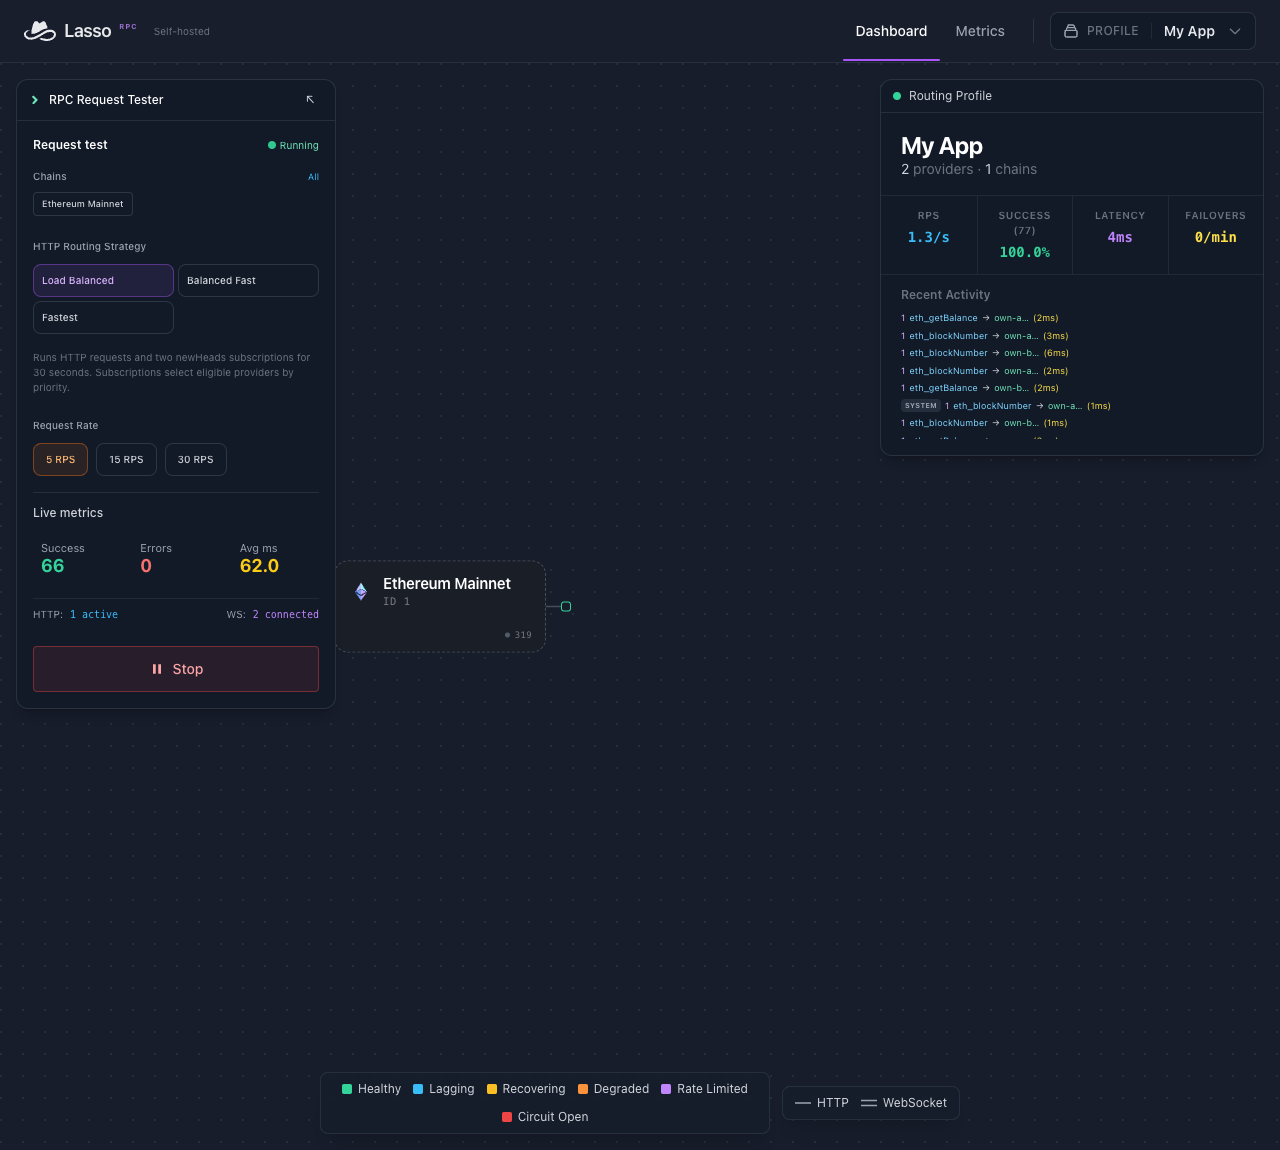 Lasso RPC Self-hosted
Dashboard Metrics PROFILE My App
RPC Request Tester
Request test Running
Chains All
Ethereum Mainnet
HTTP Routing Strategy
Load Balanced Balanced Fast
Fastest
Runs HTTP requests and two newHeads subscriptions for
30 seconds. Subscriptions select eligible providers by
priority.
Request Rate
5 RPS 15 RPS 30 RPS
Live metrics
Success Errors Avg ms
66 0 62.0
HTTP: 1 active WS: 2 connected
Stop
Ethereum Mainnet
ID 1
319
Routing Profile
My App
2 providers · 1 chains
RPS SUCCESS (77) LATENCY FAILOVERS
1.3/s 100.0% 4ms 0/min
Recent Activity
1 eth_getBalance → own-a... (2ms)
1 eth_blockNumber → own-a... (3ms)
1 eth_blockNumber → own-b... (6ms)
1 eth_blockNumber → own-a... (2ms)
1 eth_getBalance → own-b... (2ms)
SYSTEM 1 eth_blockNumber → own-a... (1ms)
1 eth_blockNumber → own-b... (1ms)
Healthy Lagging Recovering Degraded Rate Limited
Circuit Open
HTTP WebSocket